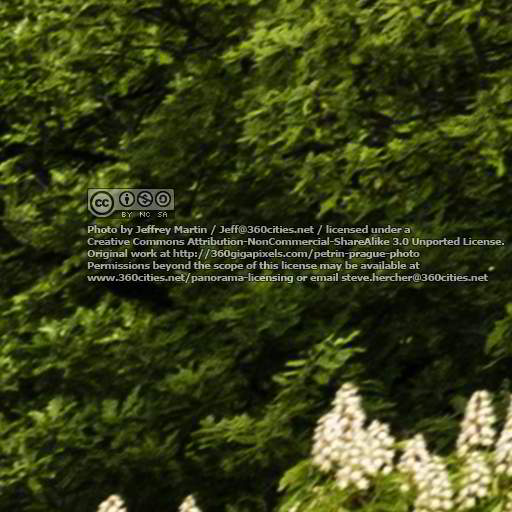 cc
BY NC SA
Photo by Jeffrey Martin / Jeff@360cities.net / licensed under a
Creative Commons Attribution-NonCommercial-ShareAlike 3.0 Unported License.
Original work at http://360gigapixels.com/petrin-prague-photo
Permissions beyond the scope of this license may be available at
www.360cities.net/panorama-licensing or email steve.hercher@360cities.net